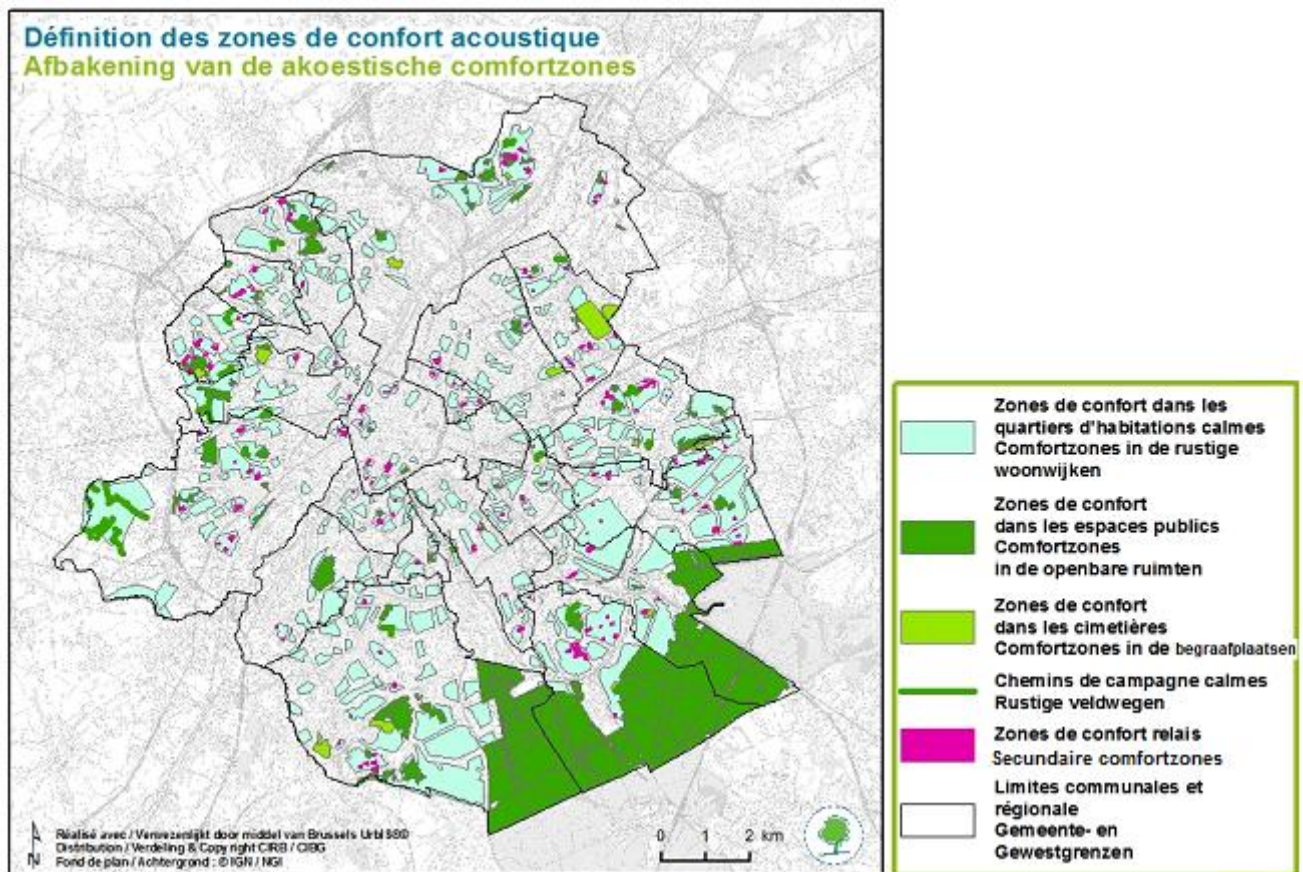 Définition des zones de confort acoustique
Afbakening van de akoestische comfortzones
Réalisé avec / Verwezenlijkt door middel van Brussels UrbIS®©
Distribution / Verdeling & Copyright CIRB / CIBG
Fond de plan / Achtergrond : © IGN / NGI
N
0 1 2 km
Zones de confort dans les
quartiers d'habitations calmes
Comfortzones in de rustige
woonwijken
Zones de confort
dans les espaces publics
Comfortzones
in de openbare ruimten
Zones de confort
dans les cimetières
Comfortzones in de begraafplaatsen
Chemins de campagne calmes
Rustige veldwegen
Zones de confort relais
Secundaire comfortzones
Limites communales et
régionale
Gemeente- en
Gewestgrenzen